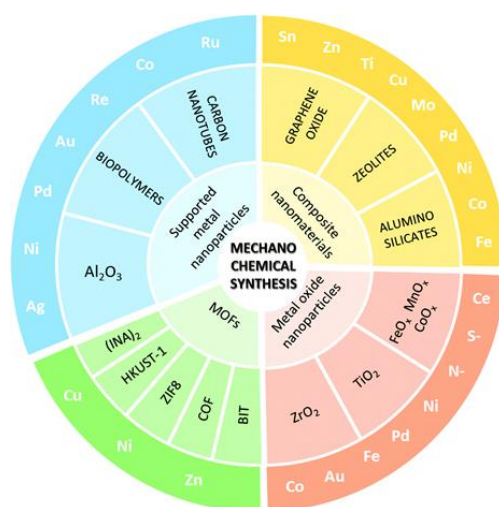 MECHANO
CHEMICAL
SYNTHESIS
Supported metal
nanoparticles
Al₂O₃
BIOPOLYMERS
CARBON
NANOTUBES
Ag
Ni
Pd
Au
Re
Co
Ru
Composite
nanomaterials
GRAPHENE
OXIDE
ZEOLITES
ALUMINO
SILICATES
Sn
Zn
Ti
Cu
Mo
Pd
Ni
Co
Fe
Metal oxide
nanoparticles
FeOₓ MnOₓ
CoOₓ
TiO₂
ZrO₂
Ce
S-
N-
Ni
Pd
Fe
Au
Co
MOFs
(INA)₂
HKUST-1
ZIF8
COF
BIT
Cu
Ni
Zn